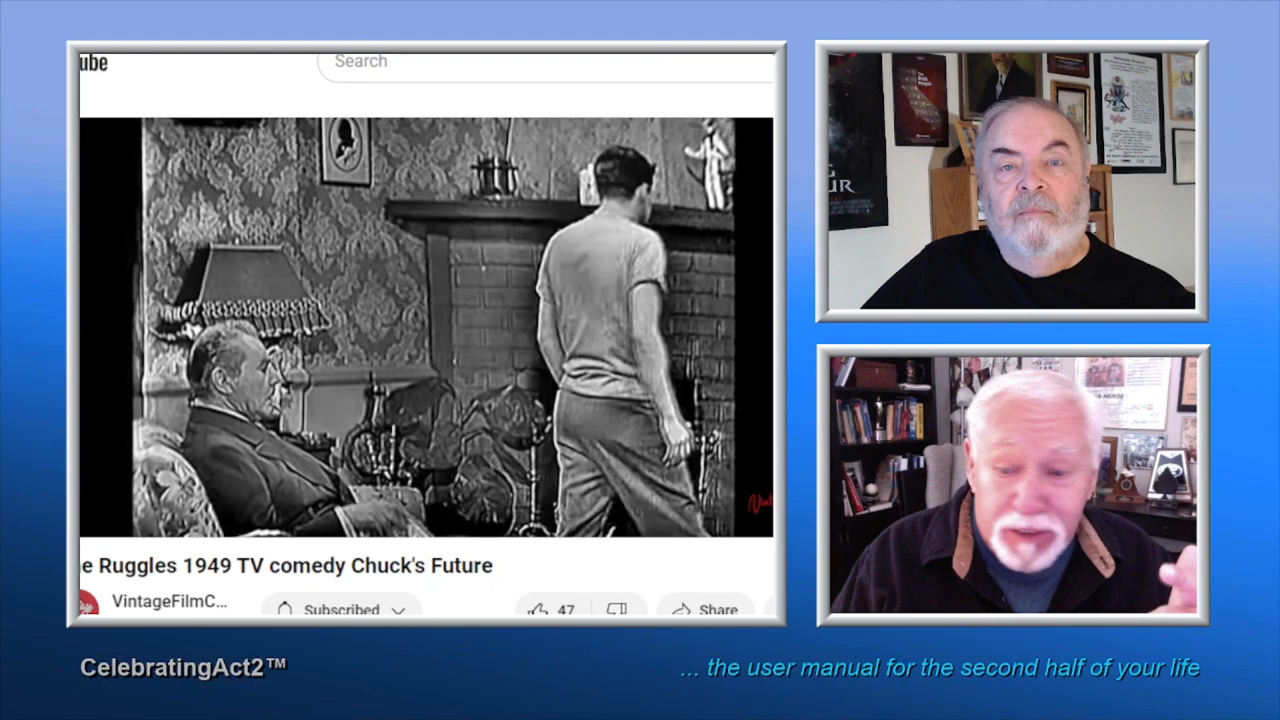 ube
Search
e Ruggles 1949 TV comedy Chuck's Future
VintageFilmC...
Subscribed
47
Share
UR
CelebratingAct2™
... the user manual for the second half of your life